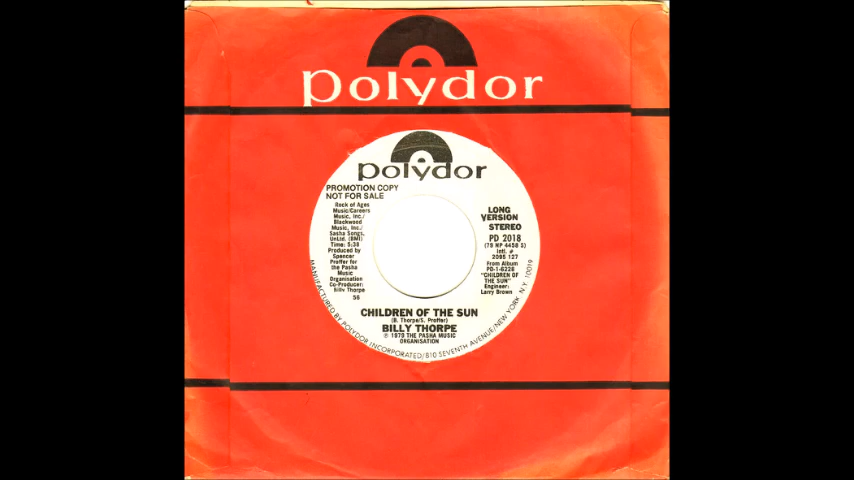 polydor
polydor
PROMOTION COPY
NOT FOR SALE
Rock of Ages
Music/Careers
Music, Inc./
Blackwood
Music, Inc./
Sasha Songs,
UnLtd. (BMI)
Time: 5:38
Produced by
Spencer
Proffer for
the Pasha
Music
Organisation
Co-Producer:
Billy Thorpe
56
LONG
VERSION
STEREO
PD 2018
(79 NP 4458 S)
Intl. #
2095 127
From Album
PD-1-6228
"CHILDREN OF
THE SUN"
Engineer:
Larry Brown
CHILDREN OF THE SUN
(B. Thorpe/S. Proffer)
BILLY THORPE
℗ 1979 THE PASHA MUSIC
ORGANISATION
MANUFACTURED BY POLYDOR INCORPORATED/810 SEVENTH AVENUE/NEW YORK, N.Y. 10019